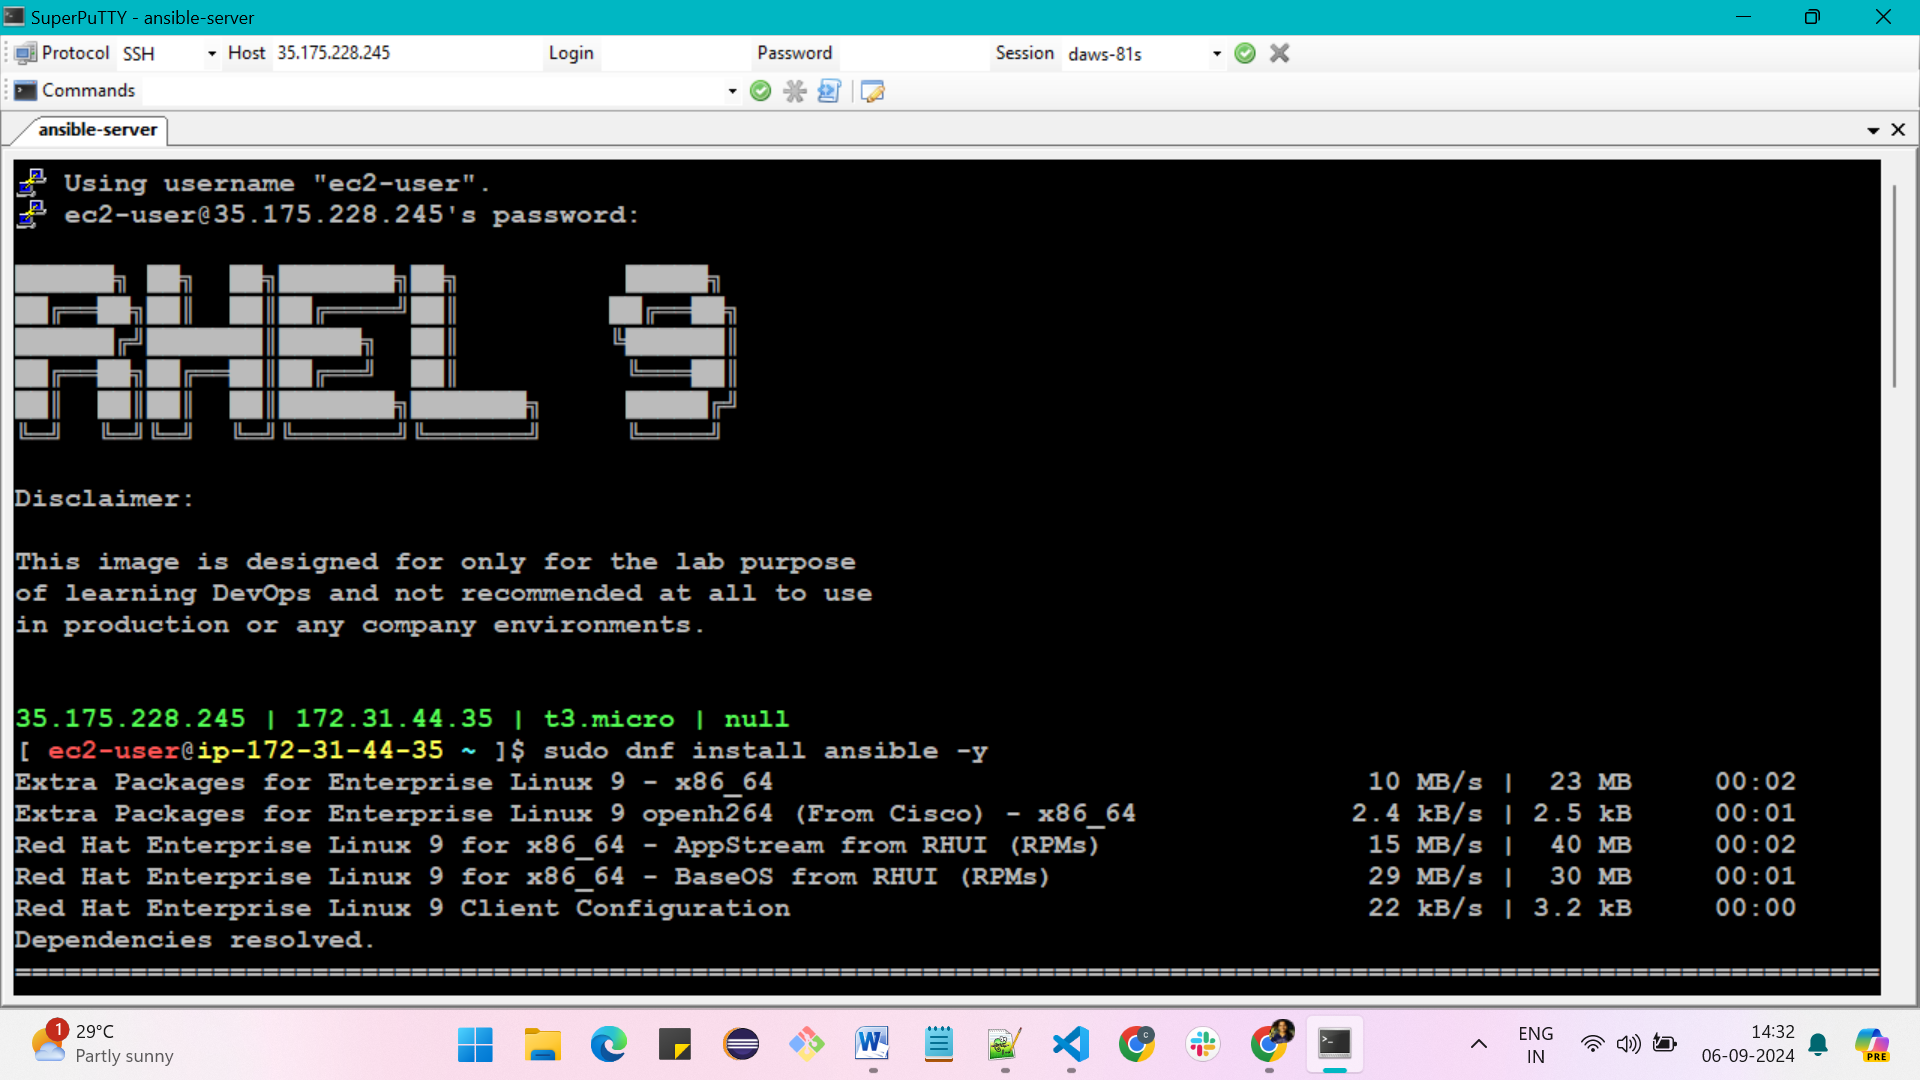 SuperPuTTY - ansible-server
Protocol SSH Host 35.175.228.245 Login Password Session daws-81s
Commands
ansible-server
Using username "ec2-user".
ec2-user@35.175.228.245's password:
RHEL 9
Disclaimer:
This image is designed for only for the lab purpose
of learning DevOps and not recommended at all to use
in production or any company environments.
35.175.228.245 | 172.31.44.35 | t3.micro | null
[ ec2-user@ip-172-31-44-35 ~ ]$ sudo dnf install ansible -y
Extra Packages for Enterprise Linux 9 - x86_64 10 MB/s | 23 MB 00:02
Extra Packages for Enterprise Linux 9 openh264 (From Cisco) - x86_64 2.4 kB/s | 2.5 kB 00:01
Red Hat Enterprise Linux 9 for x86_64 - AppStream from RHUI (RPMs) 15 MB/s | 40 MB 00:02
Red Hat Enterprise Linux 9 for x86_64 - BaseOS from RHUI (RPMs) 29 MB/s | 30 MB 00:01
Red Hat Enterprise Linux 9 Client Configuration 22 kB/s | 3.2 kB 00:00
Dependencies resolved.
=================================================================================================================
1 29°C
Partly sunny
ENG
IN
14:32
06-09-2024
PRE